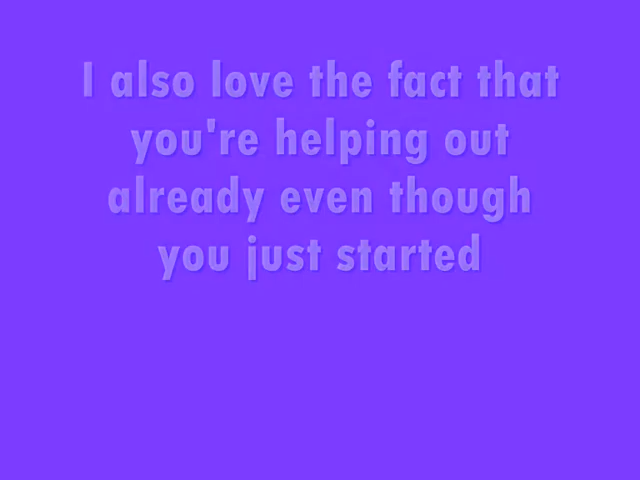 I also love the fact that
you're helping out
already even though
you just started